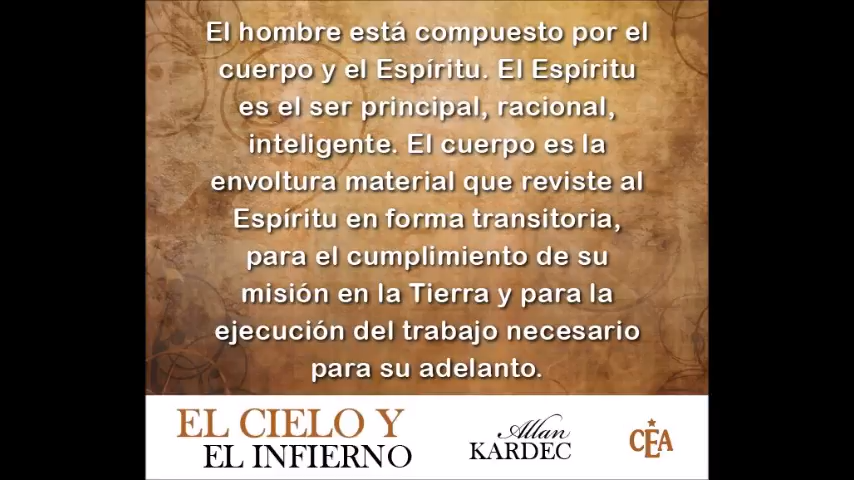 El hombre está compuesto por el
cuerpo y el Espíritu. El Espíritu
es el ser principal, racional,
inteligente. El cuerpo es la
envoltura material que reviste al
Espíritu en forma transitoria,
para el cumplimiento de su
misión en la Tierra y para la
ejecución del trabajo necesario
para su adelanto.
EL CIELO Y
EL INFIERNO
Allan
KARDEC
CEA